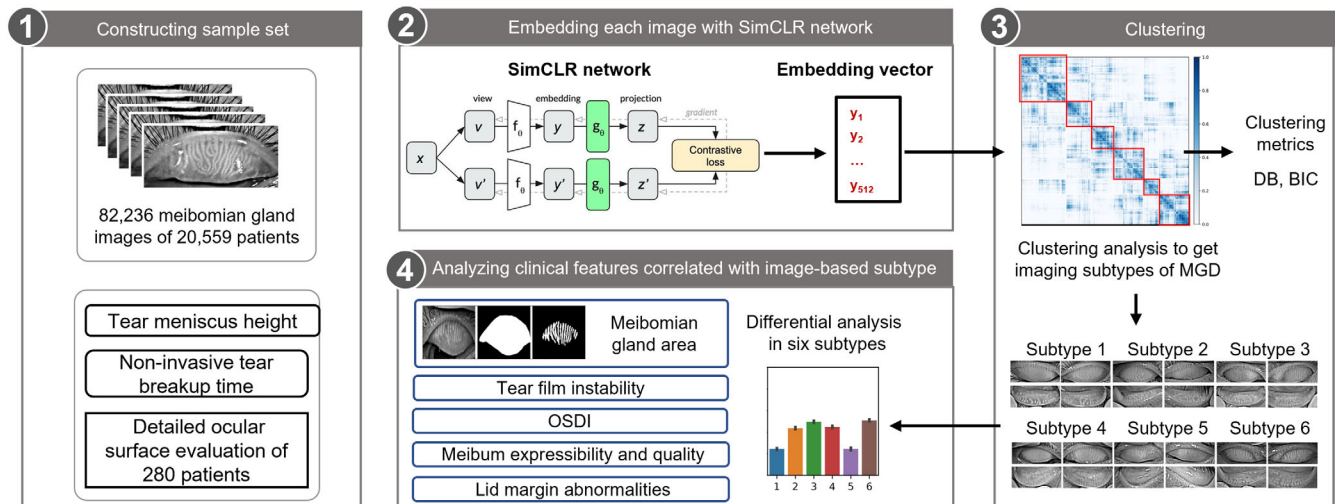 1
Constructing sample set
82,236 meibomian gland
images of 20,559 patients
Tear meniscus height
Non-invasive tear
breakup time
Detailed ocular
surface evaluation of
280 patients
2
Embedding each image with SimCLR network
SimCLR network
Embedding vector
view
embedding
projection
gradient
x
v
fθ
y
gθ
z
v'
fθ
y'
gθ
z'
Contrastive
loss
y1
y2
...
y512
3
Clustering
1.0
0.8
0.6
0.4
0.2
0.0
Clustering
metrics
DB, BIC
Clustering analysis to get
imaging subtypes of MGD
Subtype 1 Subtype 2 Subtype 3
Subtype 4 Subtype 5 Subtype 6
4
Analyzing clinical features correlated with image-based subtype
Meibomian
gland area
Tear film instability
OSDI
Meibum expressibility and quality
Lid margin abnormalities
Differential analysis
in six subtypes
1 2 3 4 5 6